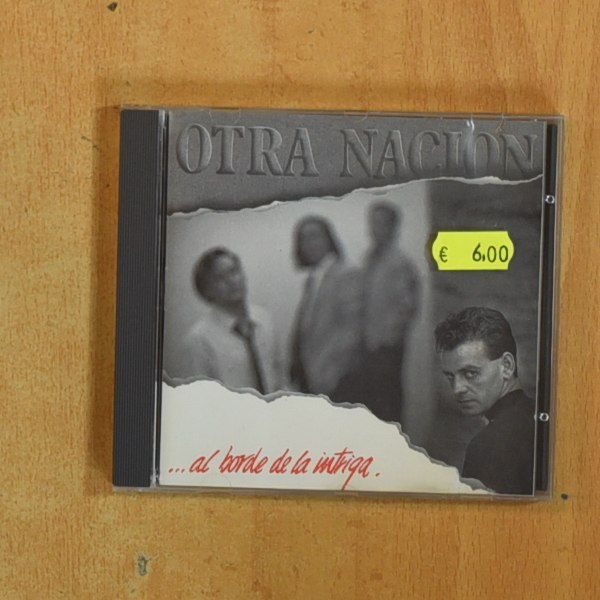 OTRA NACION
€ 6,00
...al borde de la intriga.